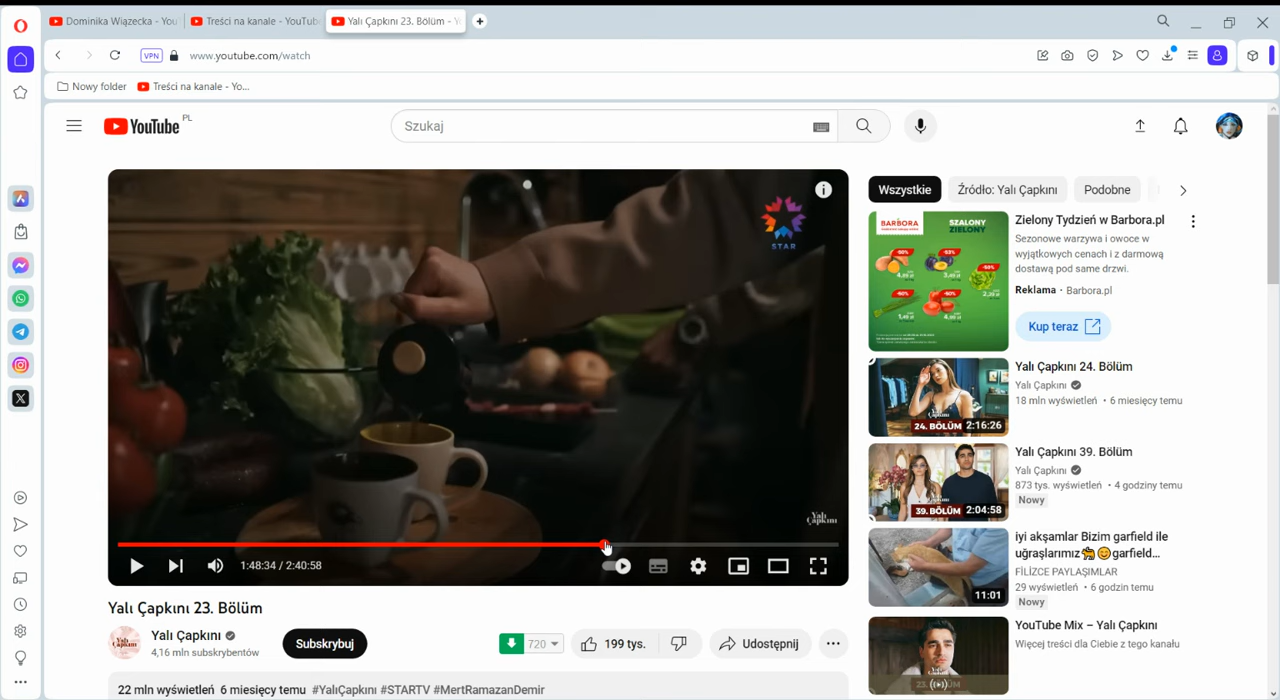 Dominika Wiązecka - You
Treści na kanale - YouTube
Yalı Çapkını 23. Bölüm - Y
VPN
www.youtube.com/watch
Nowy folder
Treści na kanale - Yo...
YouTube
PL
Szukaj
STAR
Yalı Çapkını
1:48:34 / 2:40:58
Yalı Çapkını 23. Bölüm
Yalı Çapkını
4,16 mln subskrybentów
Subskrybuj
720
199 tys.
Udostępnij
22 mln wyświetleń 6 miesięcy temu #YalıÇapkını #STARTV #MertRamazanDemir
Wszystkie
Źródło: Yalı Çapkını
Podobne
BARBORA
SZALONY
ZIELONY
Zielony Tydzień w Barbora.pl
Sezonowe warzywa i owoce w
wyjątkowych cenach i z darmową
dostawą pod same drzwi.
Reklama · Barbora.pl
Kup teraz
24. BÖLÜM 2:16:26
Yalı Çapkını 24. Bölüm
Yalı Çapkını
18 mln wyświetleń • 6 miesięcy temu
39. BÖLÜM 2:04:58
Yalı Çapkını 39. Bölüm
Yalı Çapkını
873 tys. wyświetleń • 4 godziny temu
Nowy
11:01
iyi akşamlar Bizim garfield ile
uğraşlarımız🐈😊garfield...
FİLİZCE PAYLAŞIMLAR
29 wyświetleń • 6 godzin temu
Nowy
YouTube Mix – Yalı Çapkını
Więcej treści dla Ciebie z tego kanału